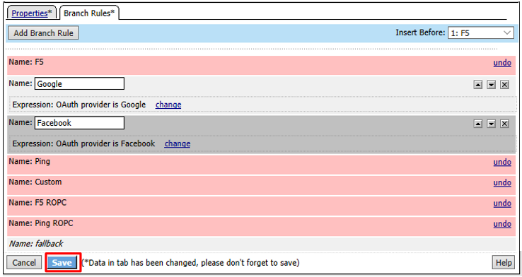 Properties* Branch Rules*
Add Branch Rule Insert Before: 1: F5
Name: F5 undo
Name: Google
Expression: OAuth provider is Google change
Name: Facebook
Expression: OAuth provider is Facebook change
Name: Ping undo
Name: Custom undo
Name: F5 ROPC undo
Name: Ping ROPC undo
Name: fallback
Cancel Save (*Data in tab has been changed, please don't forget to save) Help